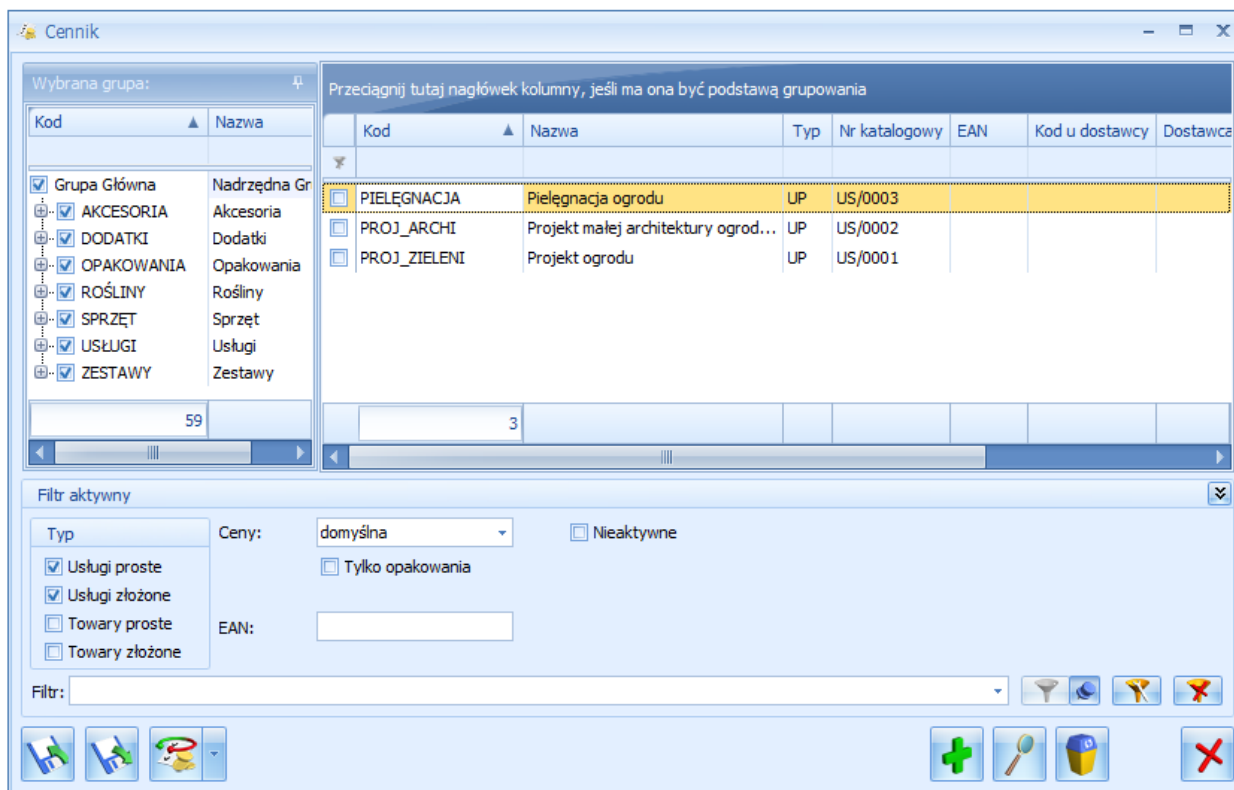 Cennik
Wybrana grupa:
Kod Nazwa
Grupa Główna Nadrzędna Gr
AKCESORIA Akcesoria
DODATKI Dodatki
OPAKOWANIA Opakowania
ROŚLINY Rośliny
SPRZĘT Sprzęt
USŁUGI Usługi
ZESTAWY Zestawy
59
Przeciągnij tutaj nagłówek kolumny, jeśli ma ona być podstawą grupowania
Kod Nazwa Typ Nr katalogowy EAN Kod u dostawcy Dostawca
PIELĘGNACJA Pielęgnacja ogrodu UP US/0003
PROJ_ARCHI Projekt małej architektury ogrod... UP US/0002
PROJ_ZIELENI Projekt ogrodu UP US/0001
3
Filtr aktywny
Typ
Usługi proste
Usługi złożone
Towary proste
Towary złożone
Ceny: domyślna Nieaktywne
Tylko opakowania
EAN:
Filtr: